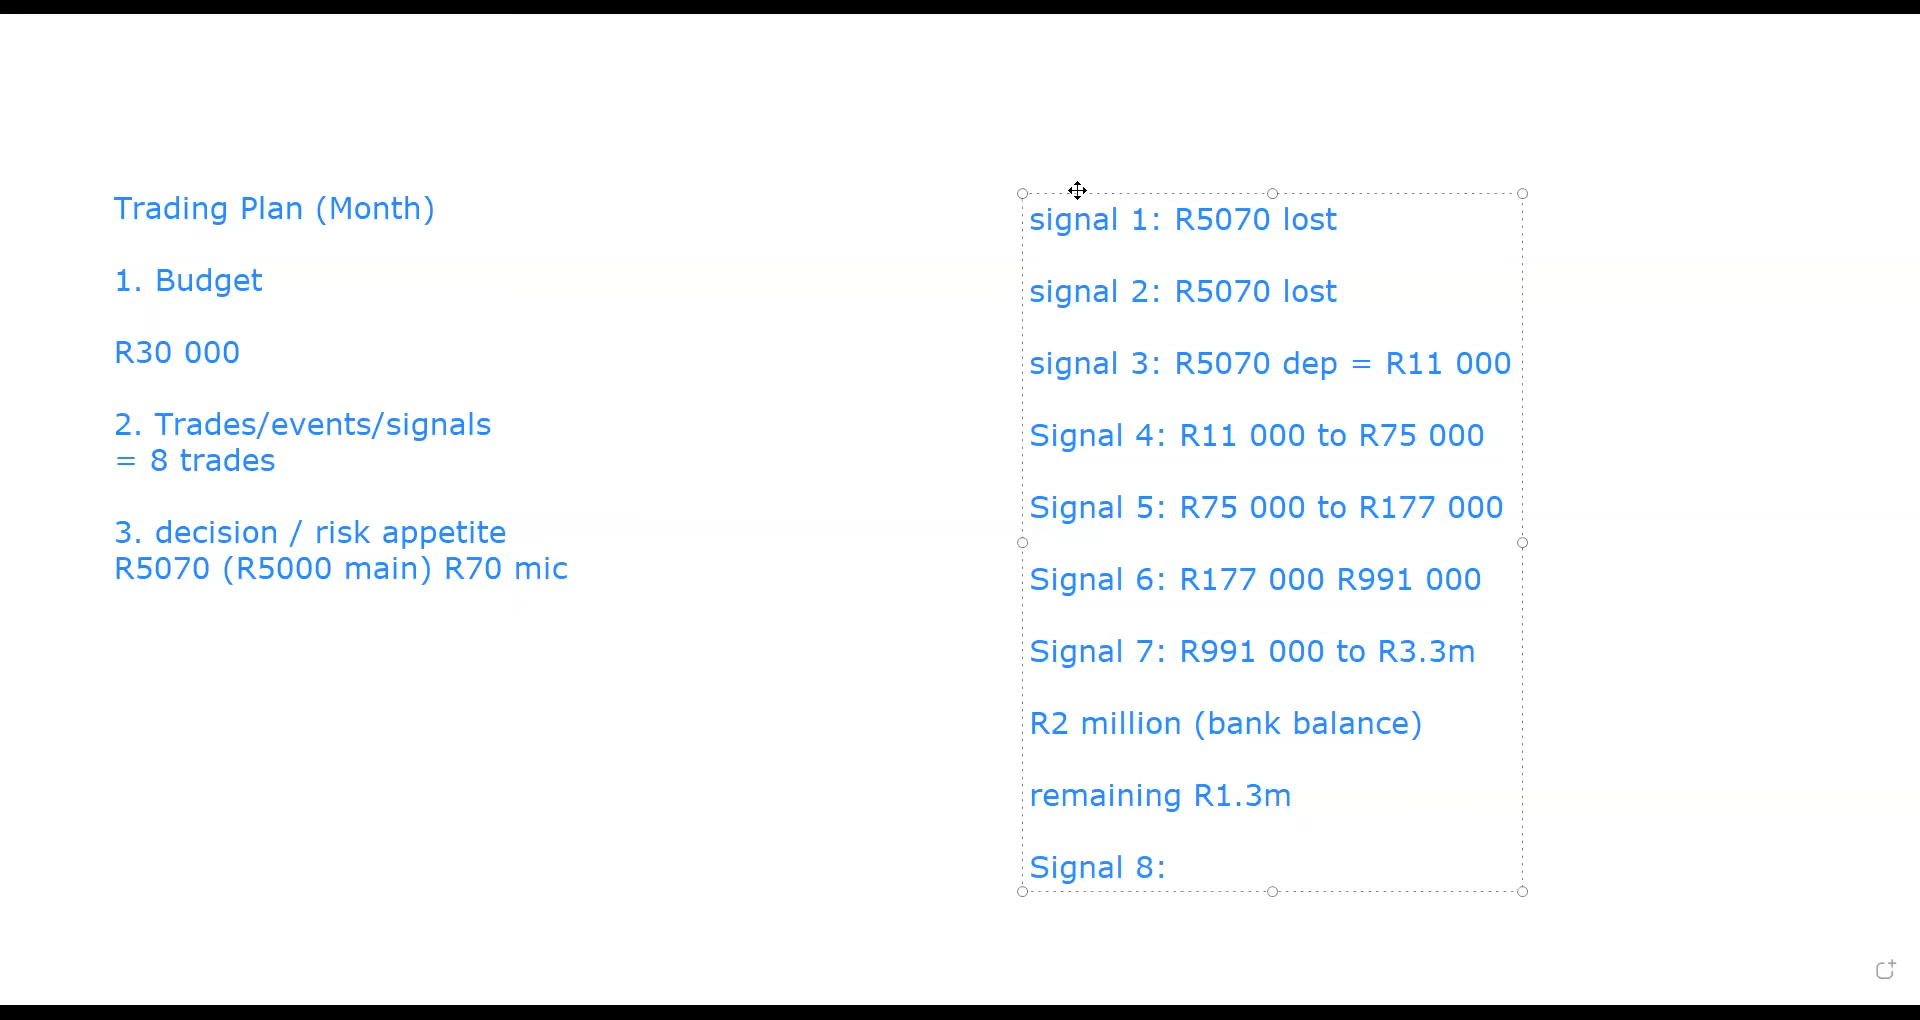 Trading Plan (Month)
1. Budget
R30 000
2. Trades/events/signals
= 8 trades
3. decision / risk appetite
R5070 (R5000 main) R70 mic
signal 1: R5070 lost
signal 2: R5070 lost
signal 3: R5070 dep = R11 000
Signal 4: R11 000 to R75 000
Signal 5: R75 000 to R177 000
Signal 6: R177 000 R991 000
Signal 7: R991 000 to R3.3m
R2 million (bank balance)
remaining R1.3m
Signal 8: